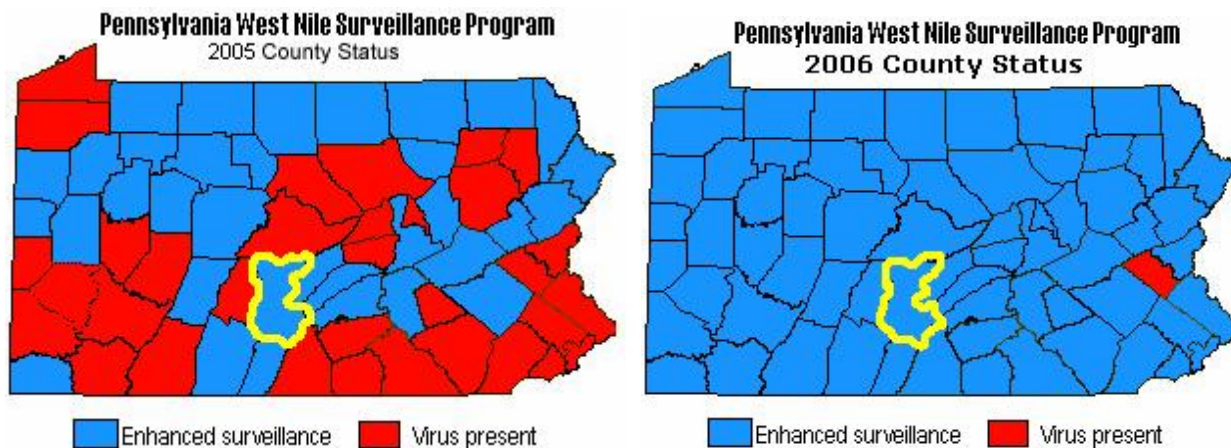 Pennsylvania West Nile Surveillance Program
2005 County Status
Enhanced surveillance
Virus present
Pennsylvania West Nile Surveillance Program
2006 County Status
Enhanced surveillance
Virus present